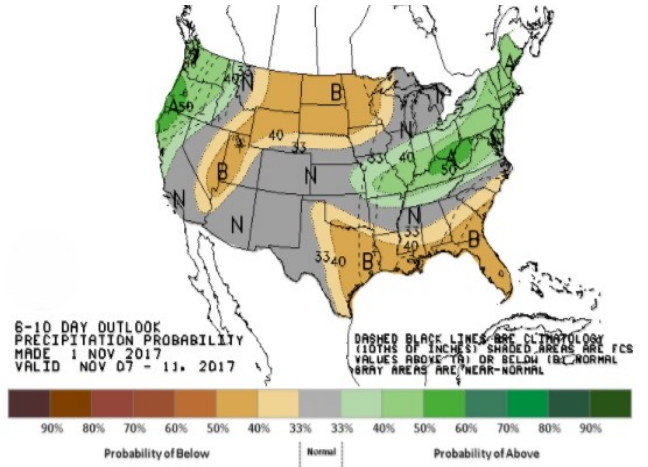 33
N
40
B
A
50
N
A
40
33
N
33
40
A
50
B
N
N
N
N
33
40
B
33
40
B
6-10 DAY OUTLOOK
PRECIPITATION PROBABILITY
MADE 1 NOV 2017
VALID NOV 07 - 11, 2017
DASHED BLACK LINES ARE CLIMATOLOGY
(10THS OF INCHES) SHADED AREAS ARE FCS
VALUES ABOVE (A) OR BELOW (B) NORMAL
GRAY AREAS ARE NEAR-NORMAL
90% 80% 70% 60% 50% 40% 33% 33% 40% 50% 60% 70% 80% 90%
Probability of Below Normal Probability of Above